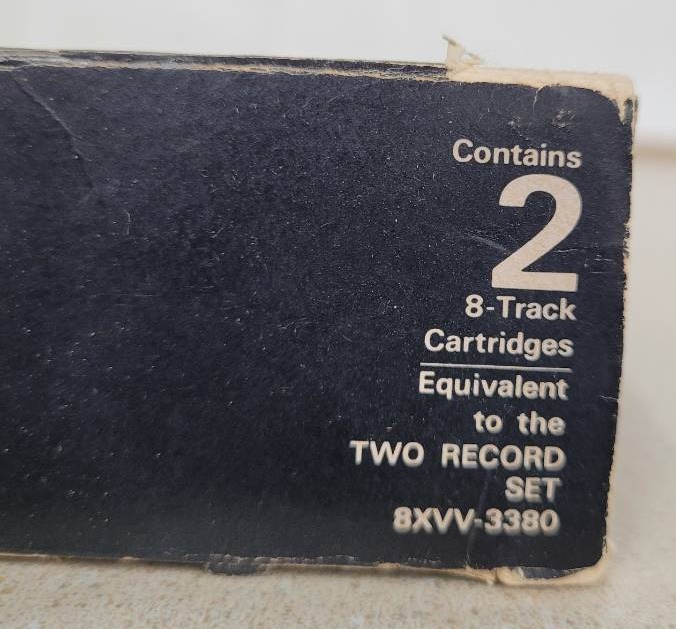 Contains
2
8-Track
Cartridges
Equivalent
to the
TWO RECORD
SET
8XVV-3380